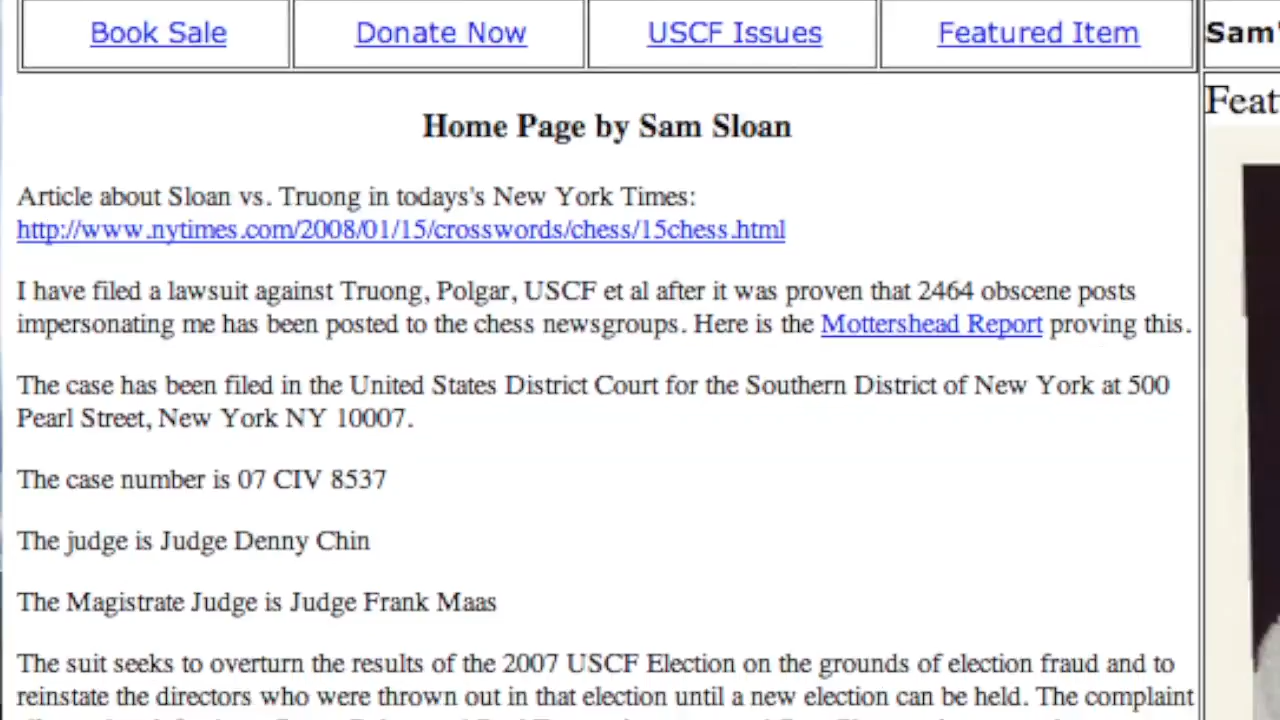 Book Sale
Donate Now
USCF Issues
Featured Item
Sam'
Feat
Home Page by Sam Sloan
Article about Sloan vs. Truong in todays's New York Times:
http://www.nytimes.com/2008/01/15/crosswords/chess/15chess.html
I have filed a lawsuit against Truong, Polgar, USCF et al after it was proven that 2464 obscene posts
impersonating me has been posted to the chess newsgroups. Here is the Mottershead Report proving this.
The case has been filed in the United States District Court for the Southern District of New York at 500
Pearl Street, New York NY 10007.
The case number is 07 CIV 8537
The judge is Judge Denny Chin
The Magistrate Judge is Judge Frank Maas
The suit seeks to overturn the results of the 2007 USCF Election on the grounds of election fraud and to
reinstate the directors who were thrown out in that election until a new election can be held. The complaint